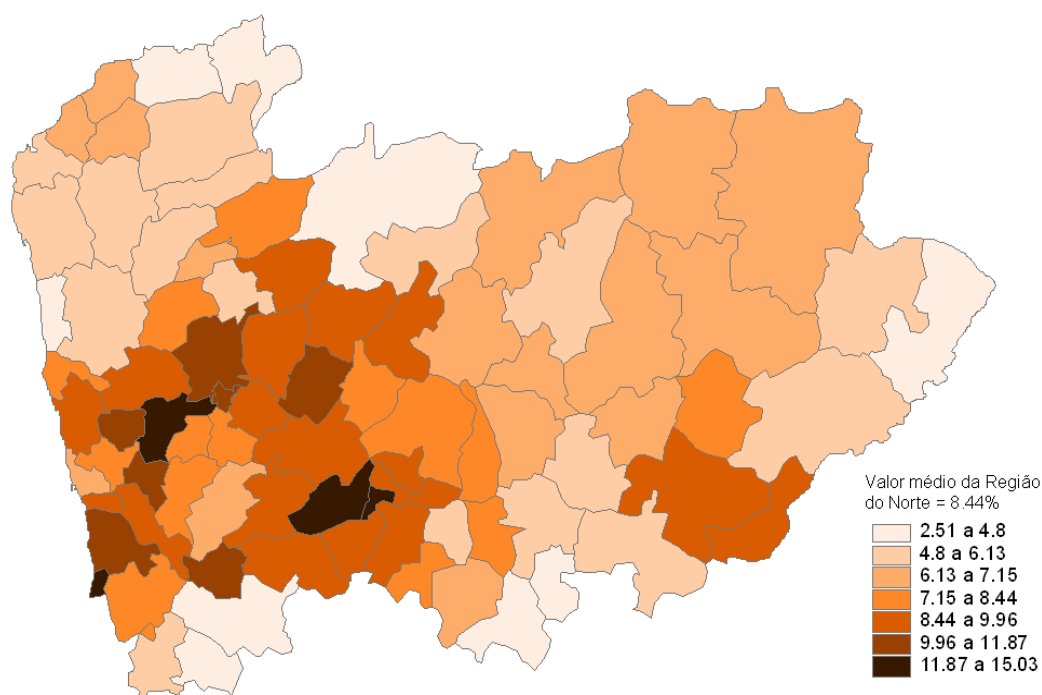 Valor médio da Região
do Norte = 8.44%
2.51 a 4.8
4.8 a 6.13
6.13 a 7.15
7.15 a 8.44
8.44 a 9.96
9.96 a 11.87
11.87 a 15.03